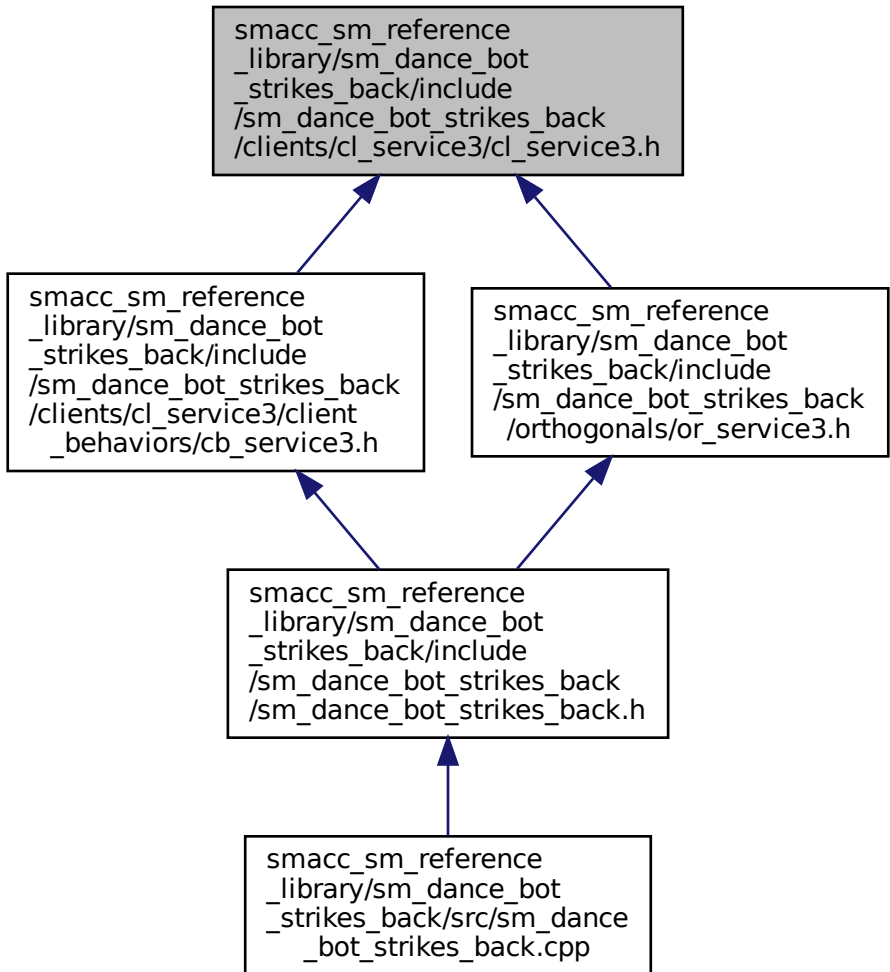 smacc_sm_reference
_library/sm_dance_bot
_strikes_back/include
/sm_dance_bot_strikes_back
/clients/cl_service3/cl_service3.h
smacc_sm_reference
_library/sm_dance_bot
_strikes_back/include
/sm_dance_bot_strikes_back
/clients/cl_service3/client
_behaviors/cb_service3.h
smacc_sm_reference
_library/sm_dance_bot
_strikes_back/include
/sm_dance_bot_strikes_back
/orthogonals/or_service3.h
smacc_sm_reference
_library/sm_dance_bot
_strikes_back/include
/sm_dance_bot_strikes_back
/sm_dance_bot_strikes_back.h
smacc_sm_reference
_library/sm_dance_bot
_strikes_back/src/sm_dance
_bot_strikes_back.cpp